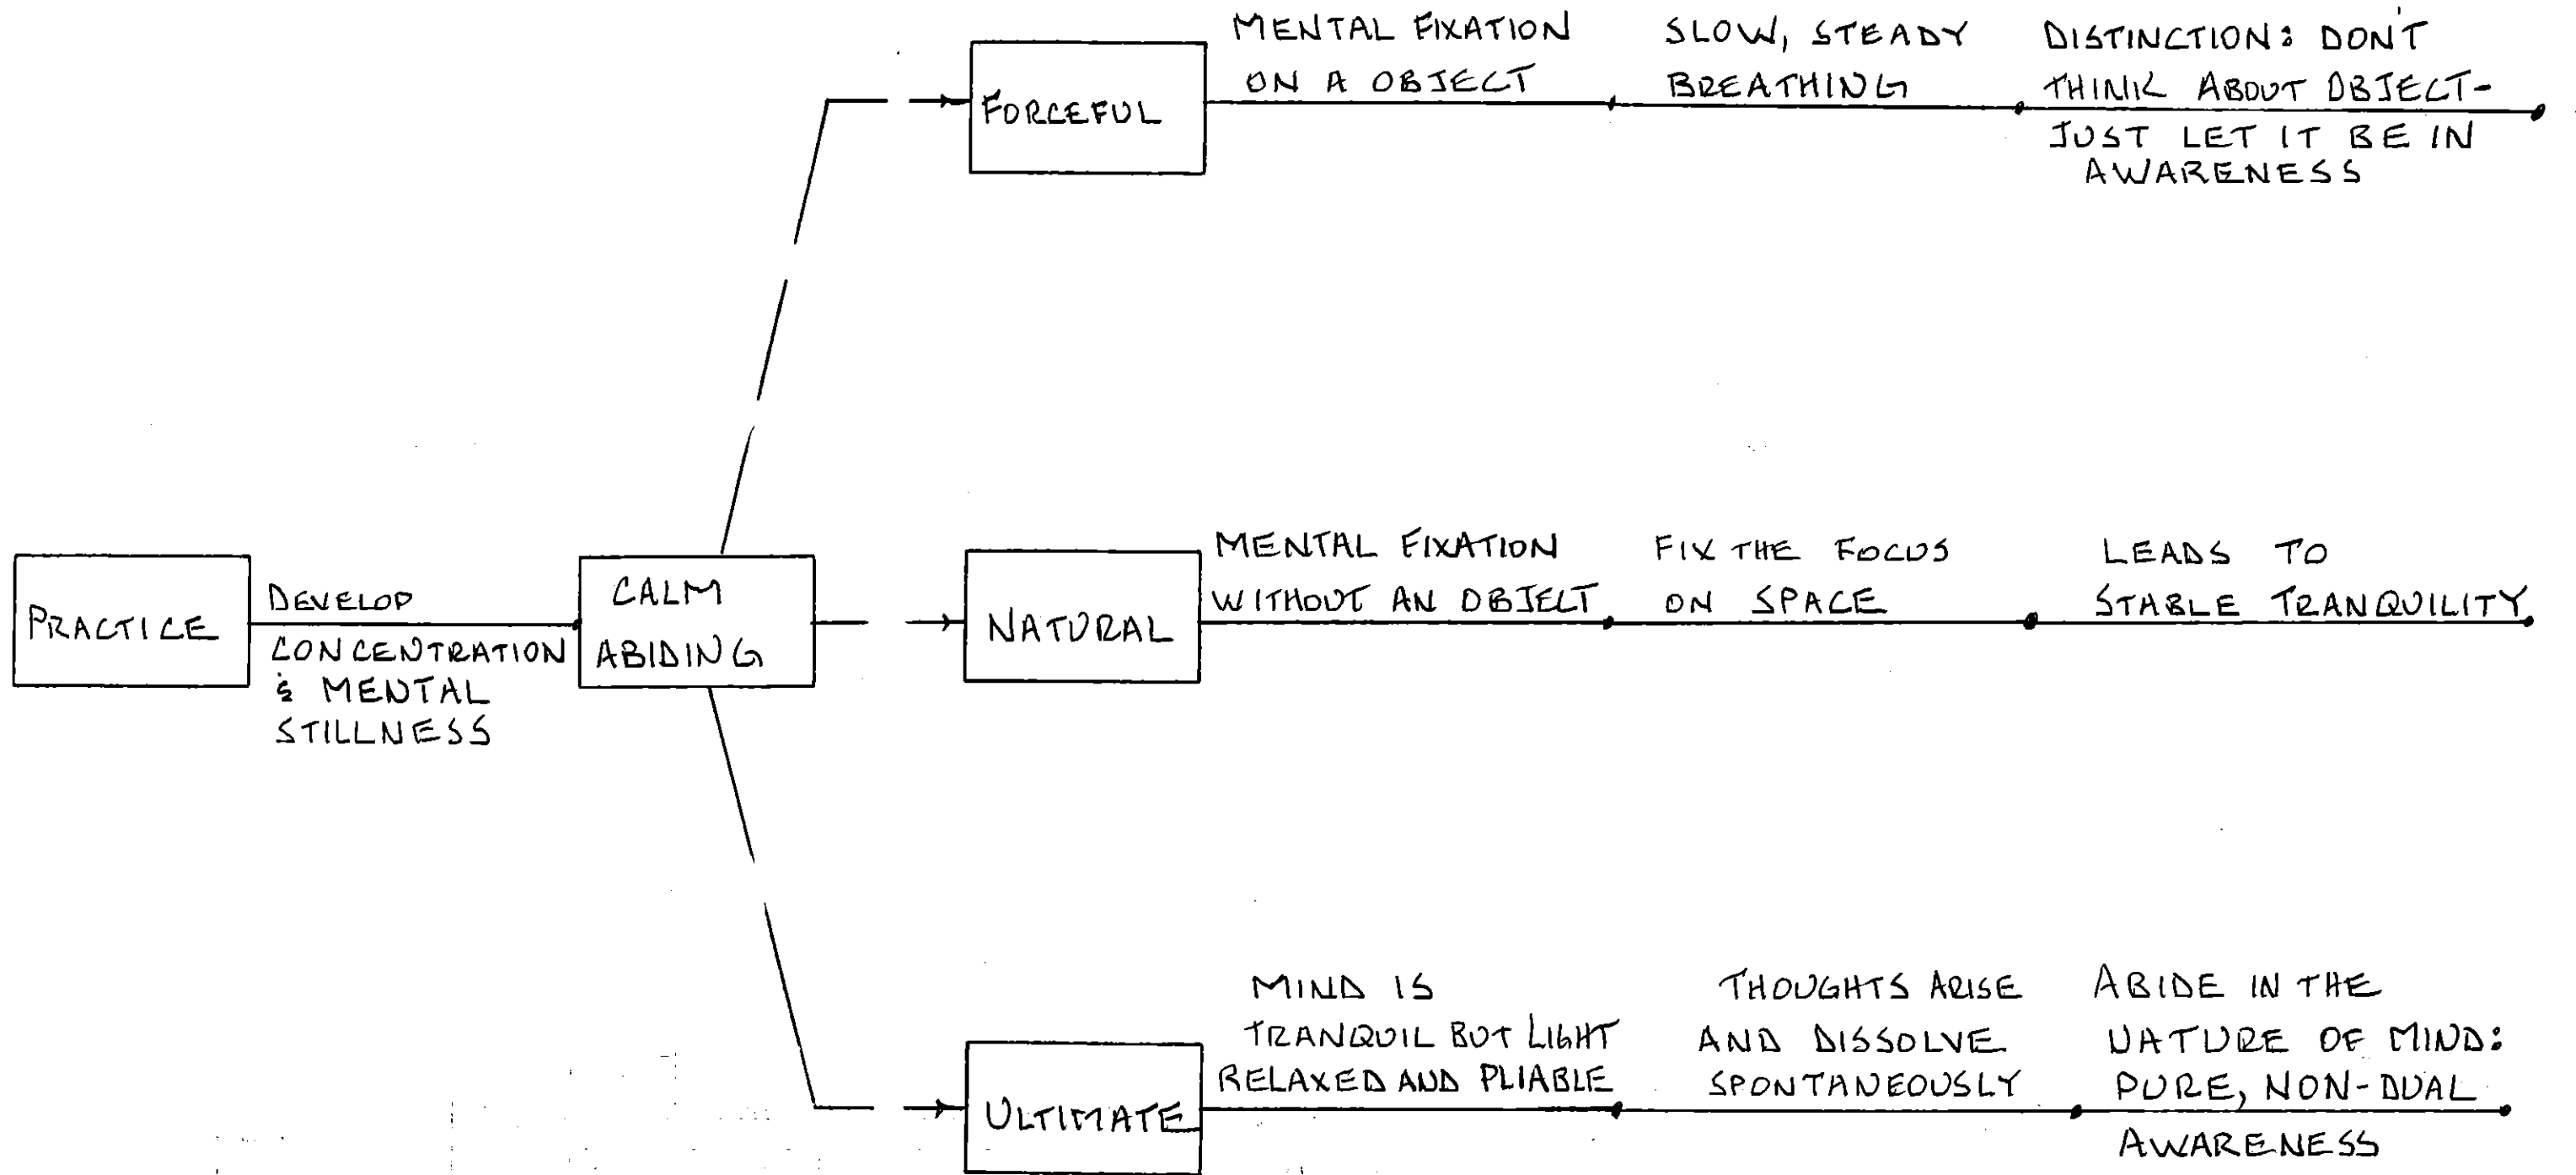 MENTAL FIXATION
ON A OBJECT
SLOW, STEADY
BREATHING
DISTINCTION: DON'T
THINK ABOUT OBJECT-
JUST LET IT BE IN
AWARENESS
FORCEFUL
PRACTICE
DEVELOP
CONCENTRATION
& MENTAL
STILLNESS
CALM
ABIDING
NATURAL
MENTAL FIXATION
WITHOUT AN OBJECT
FIX THE FOCUS
ON SPACE
LEADS TO
STABLE TRANQUILITY
ULTIMATE
MIND IS
TRANQUIL BUT LIGHT
RELAXED AND PLIABLE
THOUGHTS ARISE
AND DISSOLVE
SPONTANEOUSLY
ABIDE IN THE
NATURE OF MIND:
PURE, NON-DUAL
AWARENESS